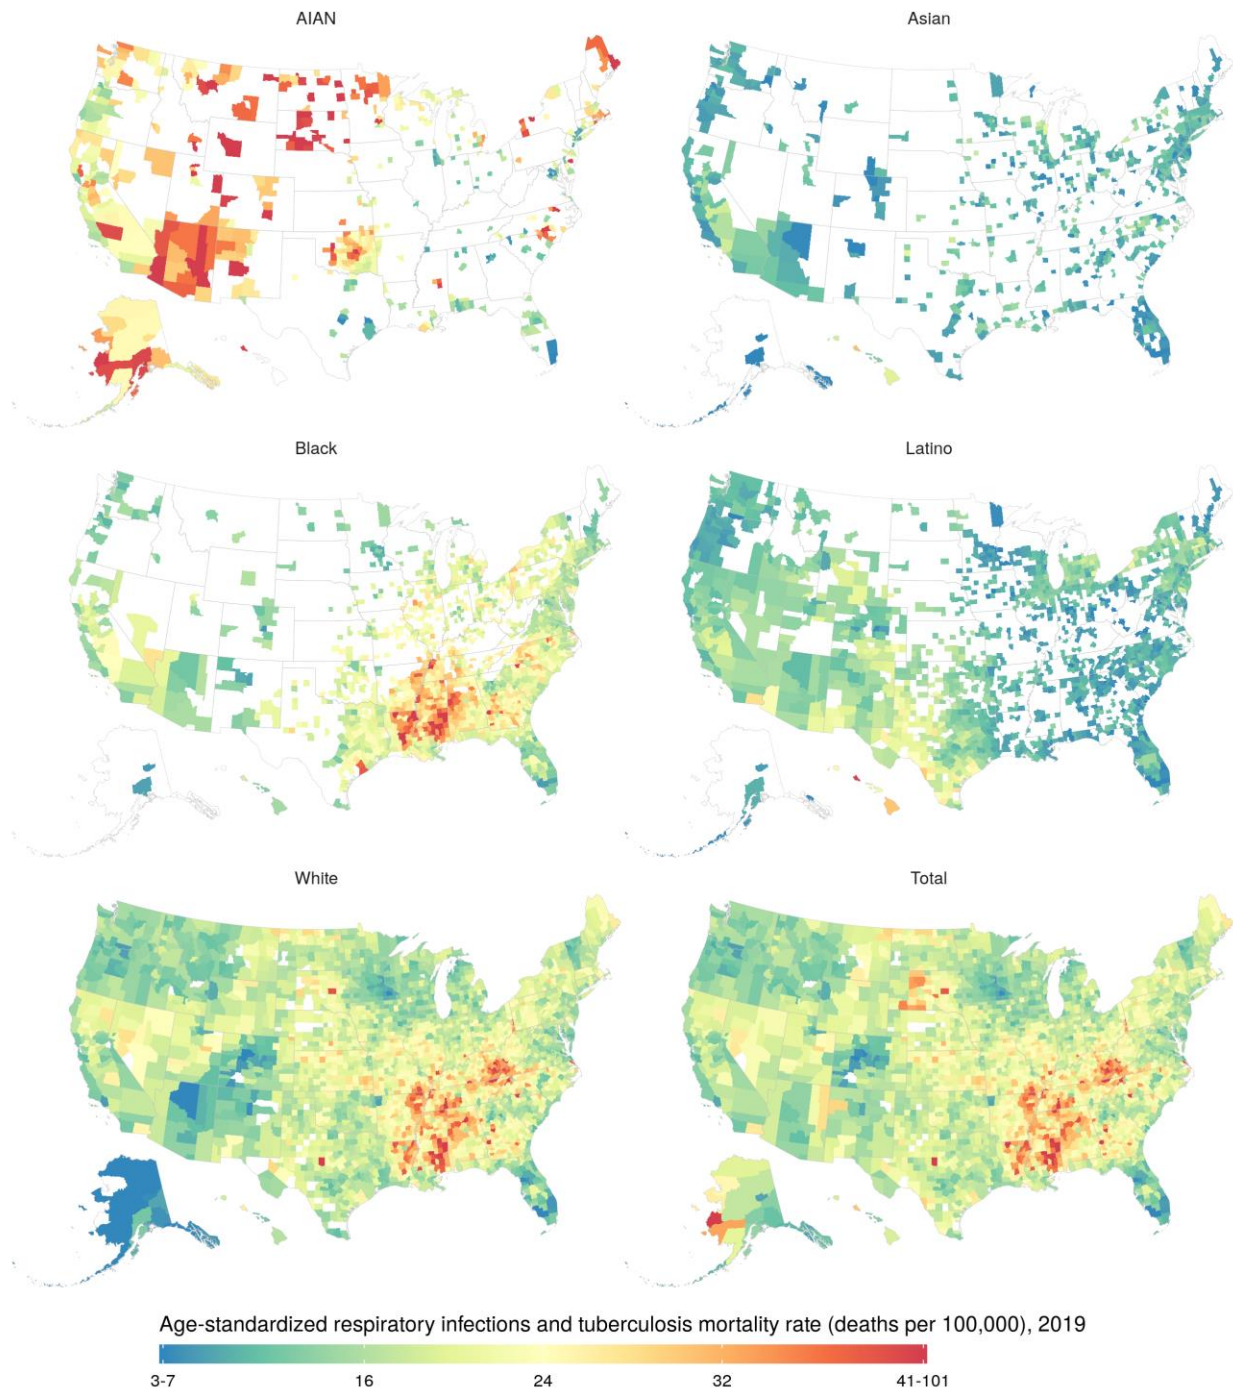 AIAN
Asian
Black
Latino
White
Total
Age-standardized respiratory infections and tuberculosis mortality rate (deaths per 100,000), 2019
3-7 16 24 32 41-101